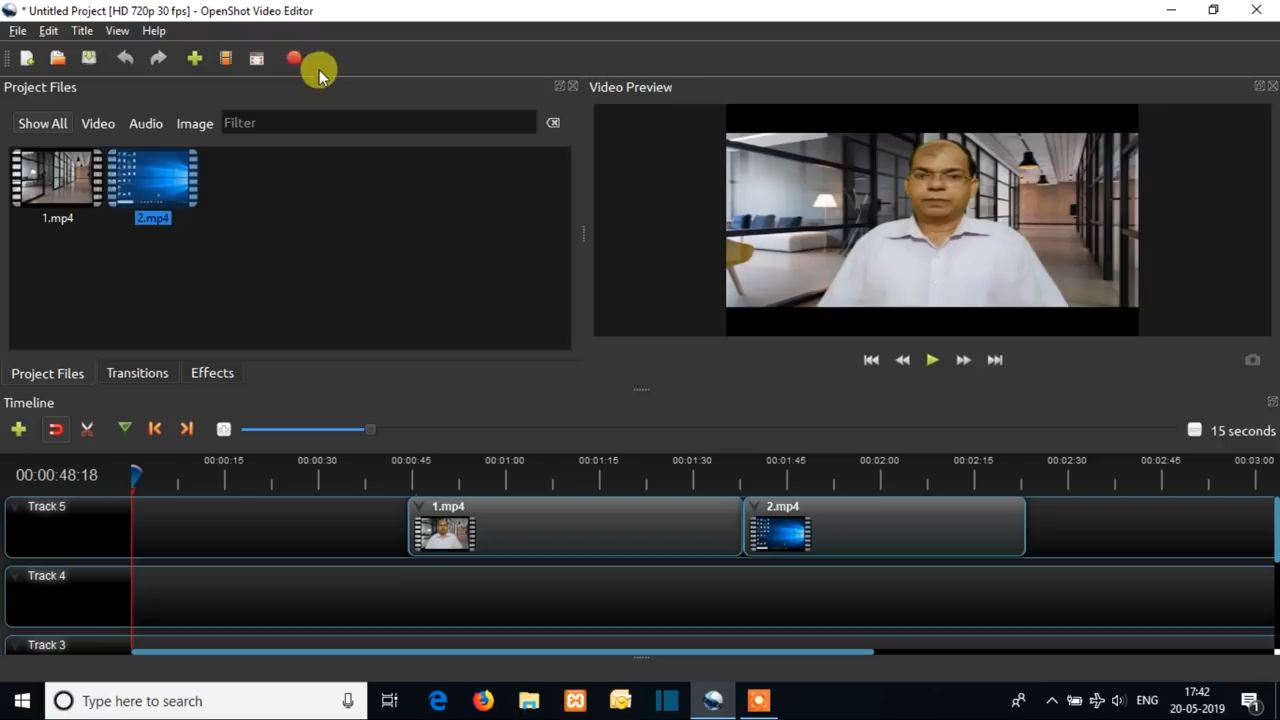 * Untitled Project [HD 720p 30 fps] - OpenShot Video Editor
File Edit Title View Help
Project Files
Video Preview
Show All Video Audio Image Filter
1.mp4 2.mp4
Project Files Transitions Effects
Timeline
15 seconds
00:00:48:18
00:00:15 00:00:30 00:00:45 00:01:00 00:01:15 00:01:30 00:01:45 00:02:00 00:02:15 00:02:30 00:02:45 00:03:00
Track 5 1.mp4 2.mp4
Track 4
Track 3
Type here to search
ENG
17:42
20-05-2019
1